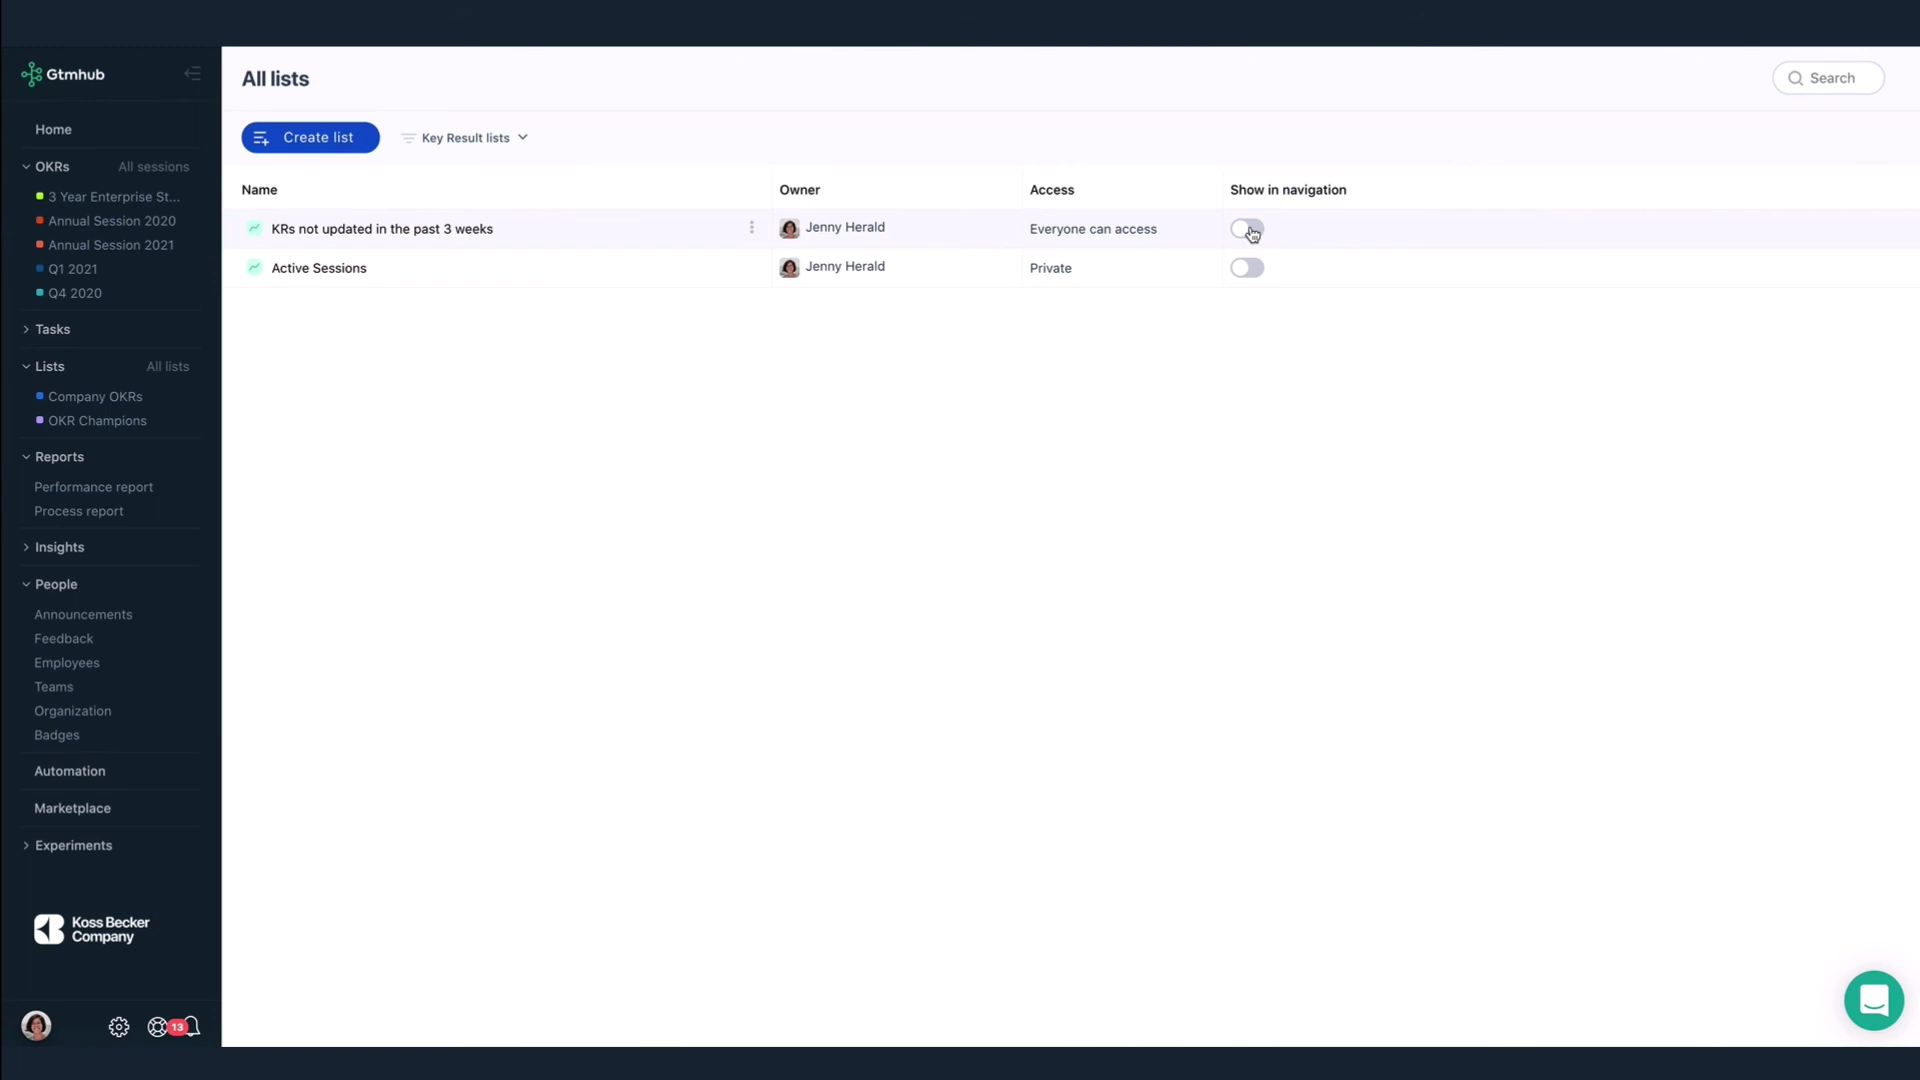 Gtmhub
Home
OKRs All sessions
3 Year Enterprise St...
Annual Session 2020
Annual Session 2021
Q1 2021
Q4 2020
Tasks
Lists All lists
Company OKRs
OKR Champions
Reports
Performance report
Process report
Insights
People
Announcements
Feedback
Employees
Teams
Organization
Badges
Automation
Marketplace
Experiments
Koss Becker
Company
13
All lists
Search
Create list
Key Result lists
Name Owner Access Show in navigation
KRs not updated in the past 3 weeks Jenny Herald Everyone can access
Active Sessions Jenny Herald Private